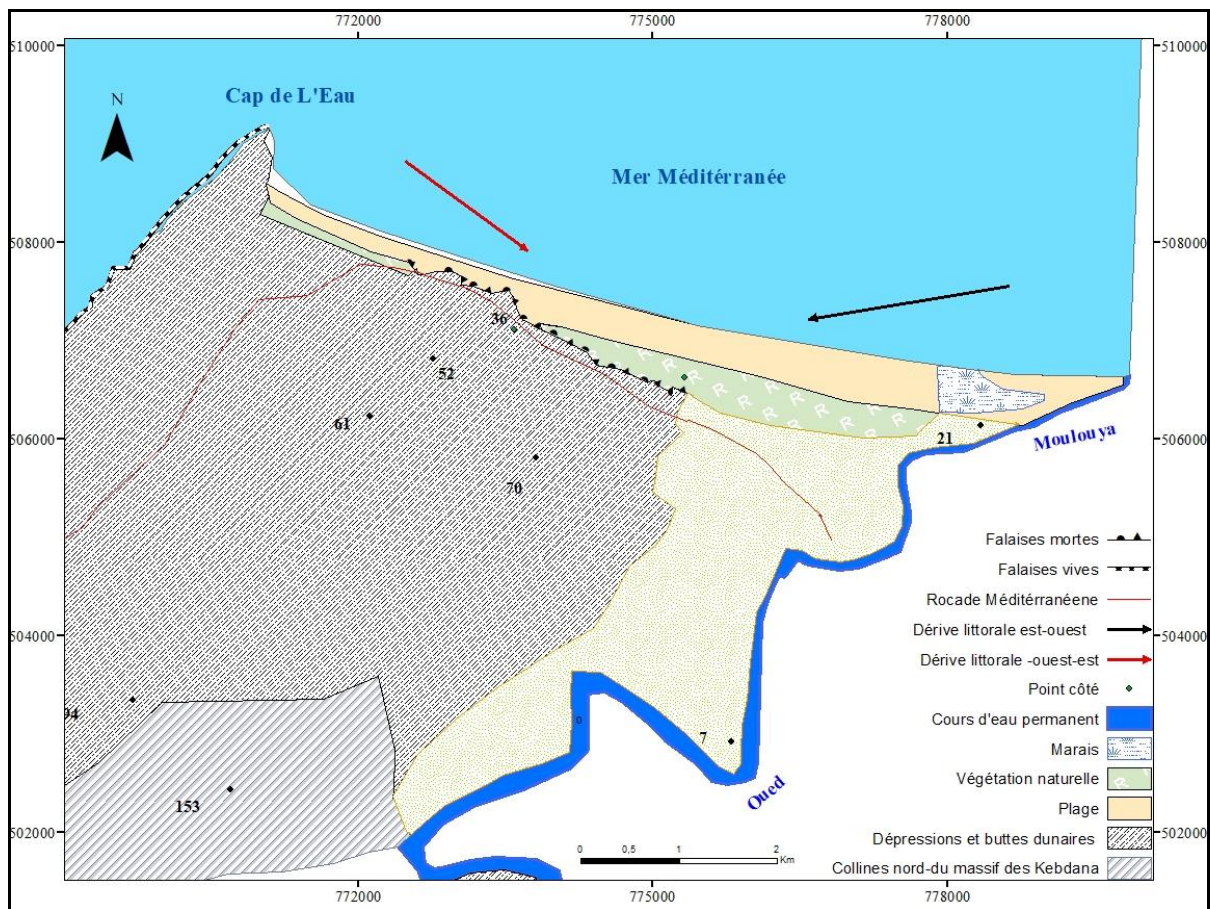 772000 775000 778000
510000 510000
N
Cap de L'Eau
Mer Méditérranée
508000 508000
36
52
61
506000 506000
21
Moulouya
70
Falaises mortes
Falaises vives
Rocade Méditérranéene
504000 504000
Dérive littorale est-ouest
Dérive littorale -ouest-est
Point côté
94
0
Cours d'eau permanent
7
Marais
Oued
Végétation naturelle
R
153
Plage
502000 502000
Dépressions et buttes dunaires
0 0,5 1 2
Km
Collines nord-du massif des Kebdana
772000 775000 778000